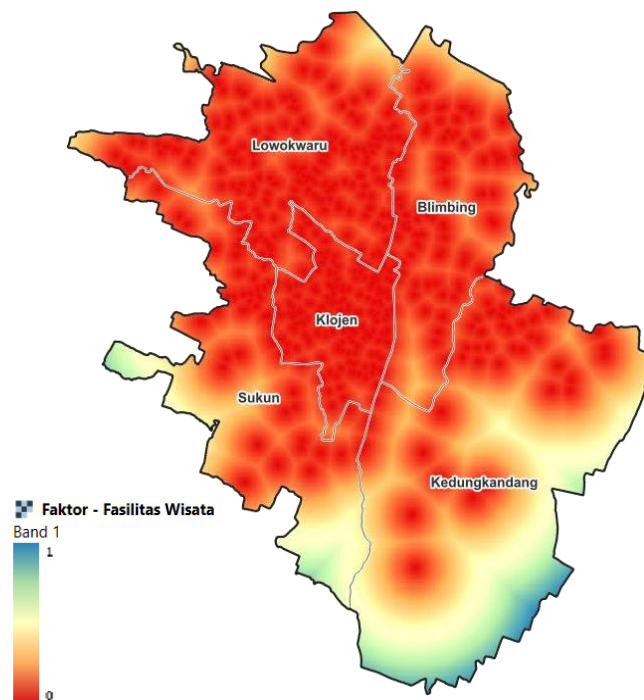 Lowokwaru
Blimbing
Klojen
Sukun
Kedungkandang
Faktor - Fasilitas Wisata
Band 1
1
0